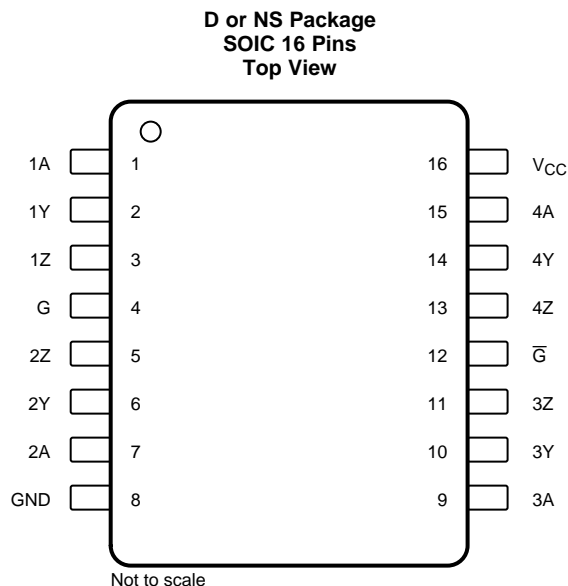 D or NS Package
SOIC 16 Pins
Top View
1A 1 16 VCC
1Y 2 15 4A
1Z 3 14 4Y
G 4 13 4Z
2Z 5 12 G̅
2Y 6 11 3Z
2A 7 10 3Y
GND 8 9 3A
Not to scale